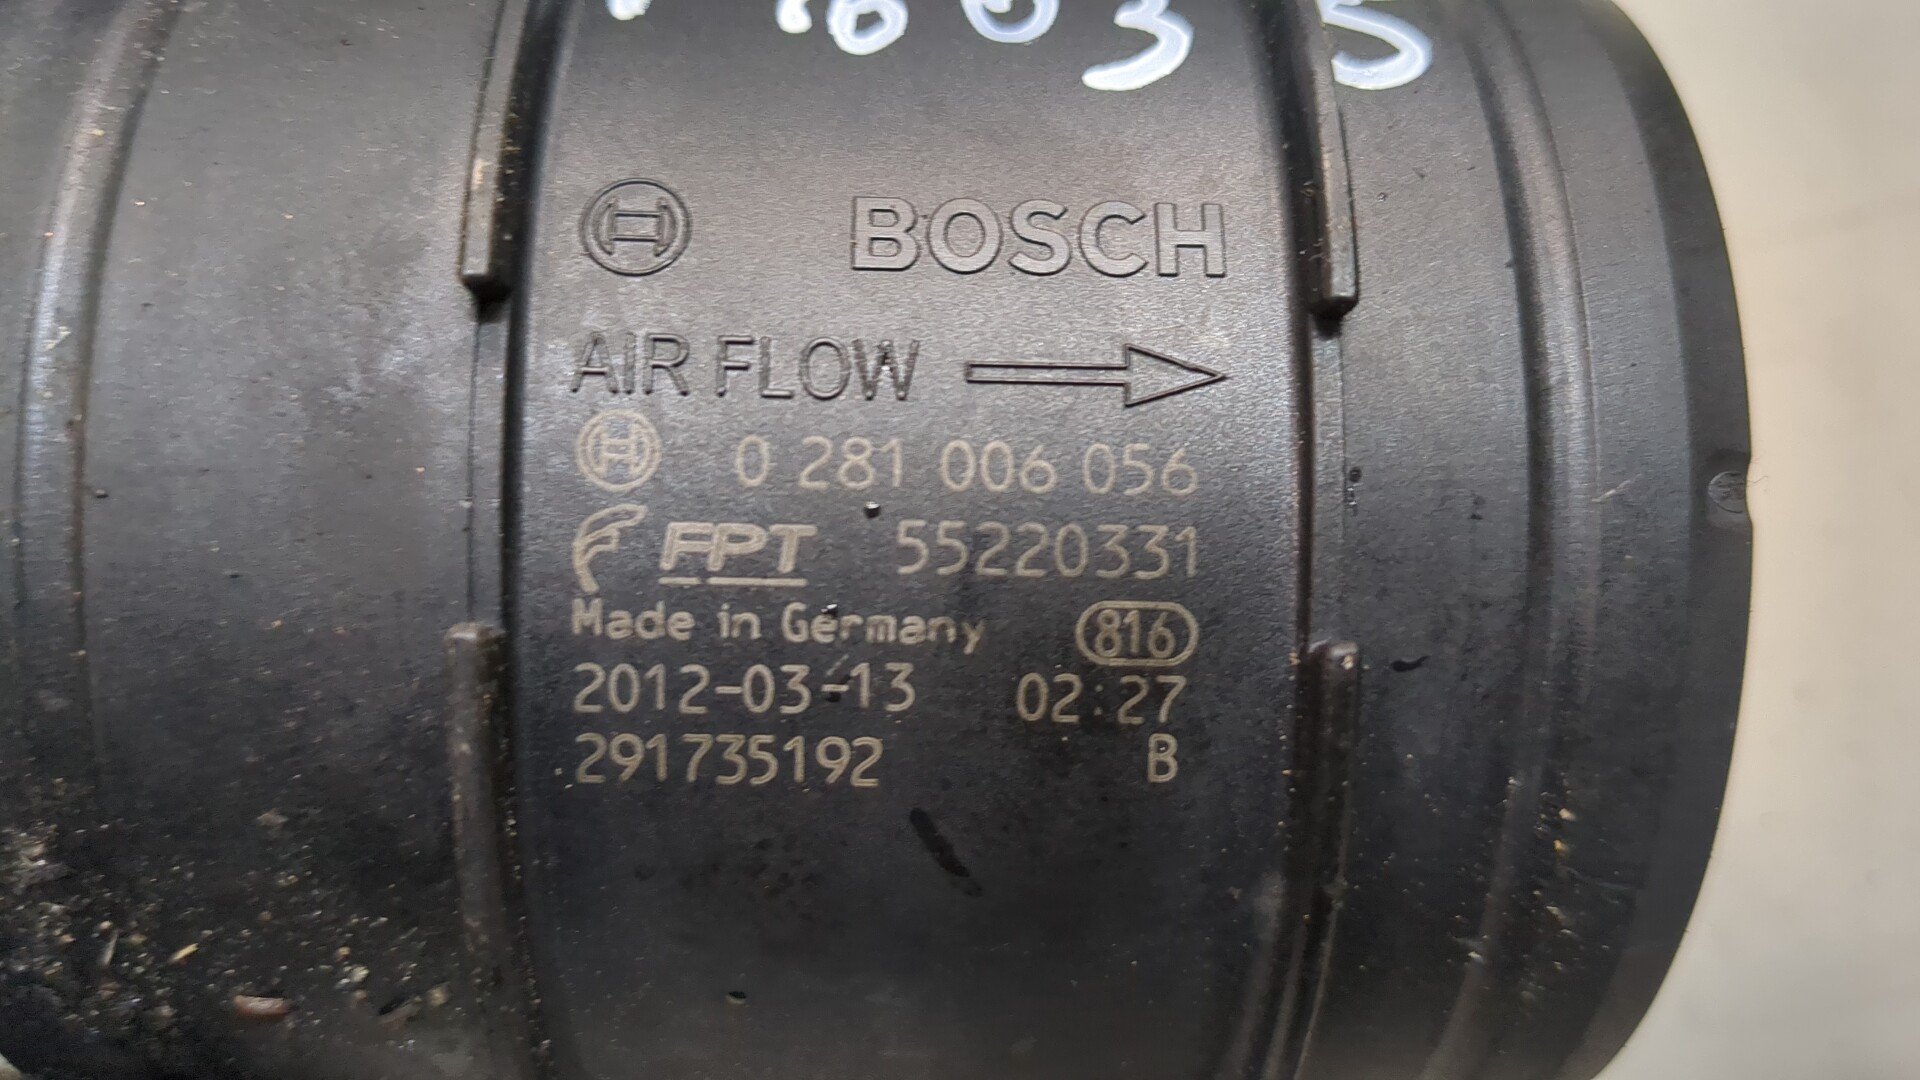 BOSCH
AIR FLOW
0 281 006 056
FPT 55220331
Made in Germany 816
2012-03-13 02:27
291735192 B